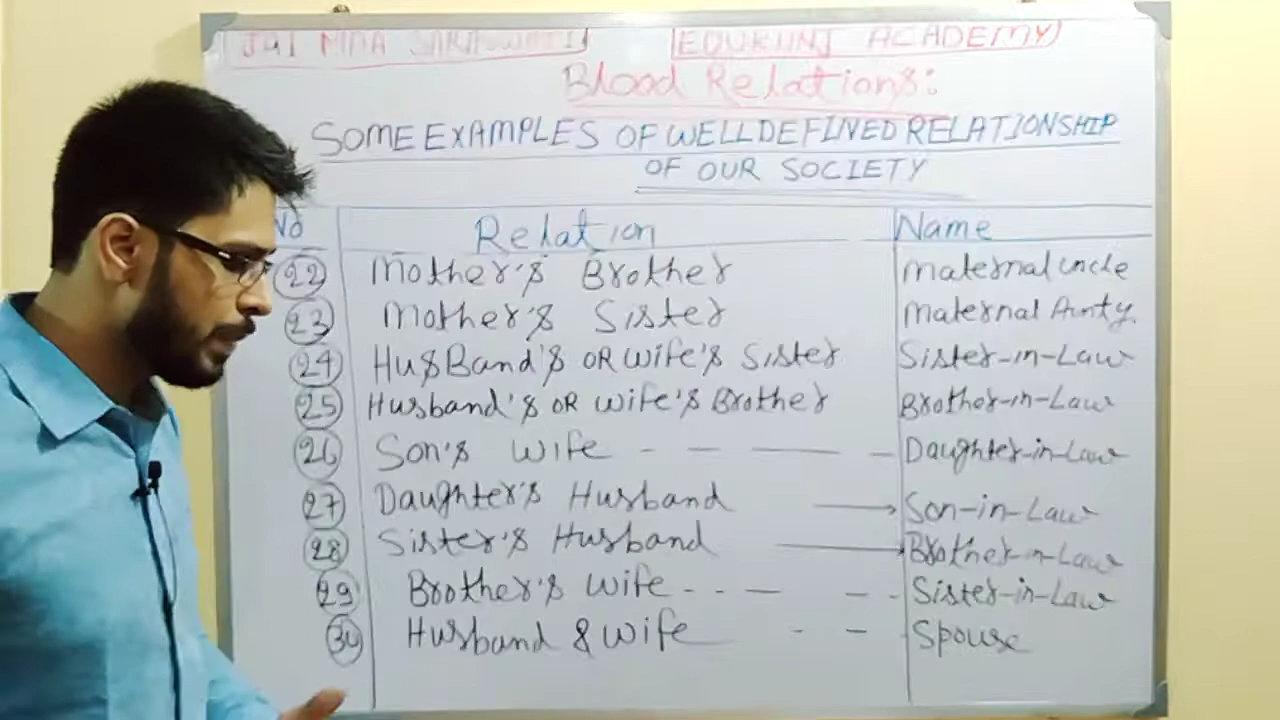 JAI MAA SARASWATI EDUKUNJ ACADEMY
Blood Relations:
SOME EXAMPLES OF WELL DEFINED RELATIONSHIP
OF OUR SOCIETY
No Relation Name
22 Mother's Brother Maternal Uncle
23 Mother's Sister Maternal Aunty.
24 HusBand's OR Wife's Sister Sister-in-Law
25 Husband's OR Wife's Brother Brother-in-Law
26 Son's Wife - - - - Daughter-in-Law
27 Daughter's Husband → Son-in-Law
28 Sister's Husband → Brother-in-Law
29 Brother's Wife - - - - - Sister-in-Law
30 Husband & Wife - - Spouse